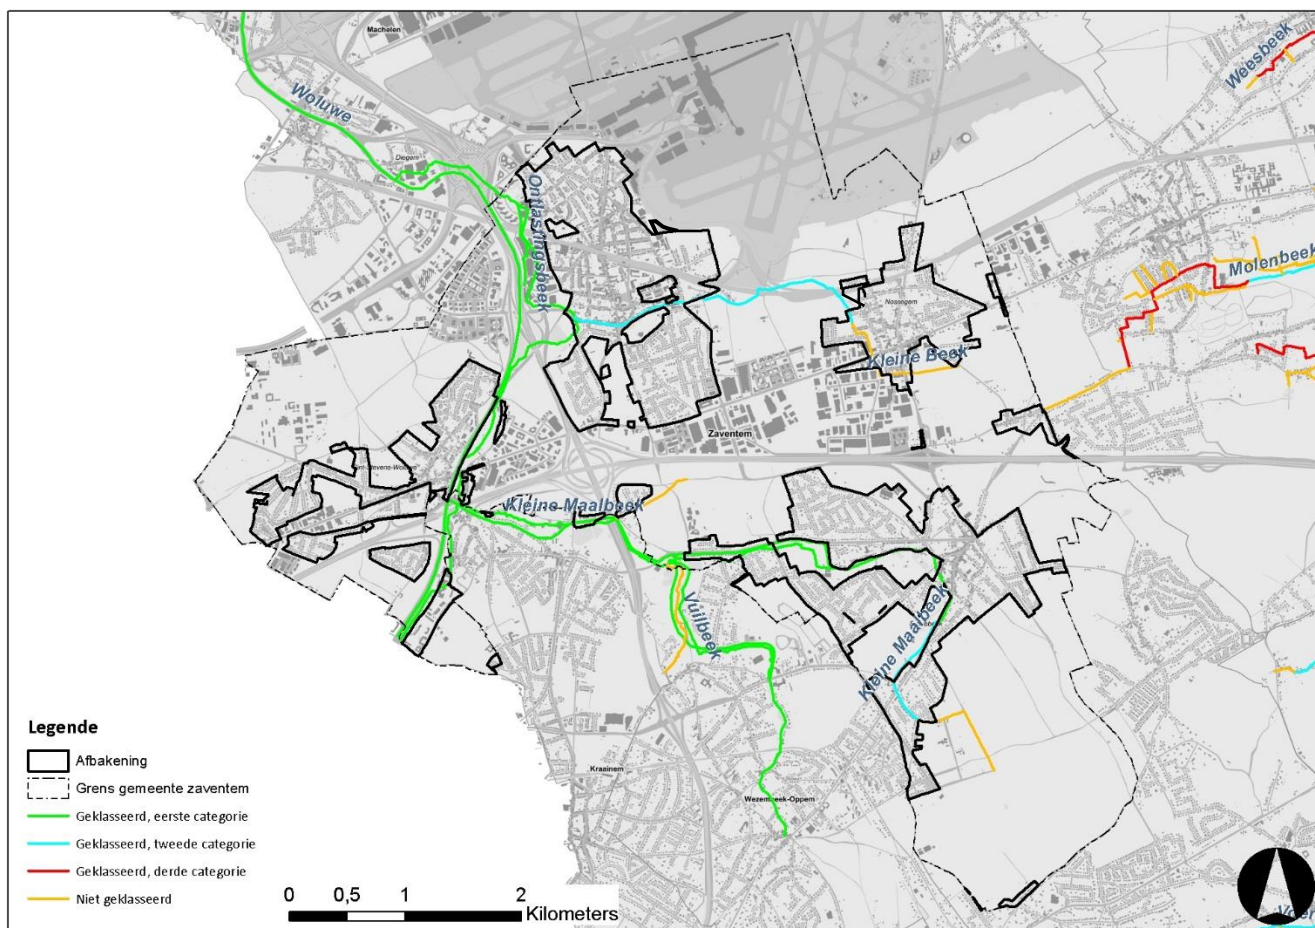 Machelen
Weesbeek
Woluwe
Diegem
Ontlastingsbeek
Molenbeek
Nossegem
Kleine Beek
Zaventem
Kleine Maalbeek
Vuilbeek
Kleine Maalbeek
Kraainem
Wezembeek-Oppem
Legende
Afbakening
Grens gemeente zaventem
Geklasseerd, eerste categorie
Geklasseerd, tweede categorie
Geklasseerd, derde categorie
Niet geklasseerd
0 0,5 1 2
Kilometers